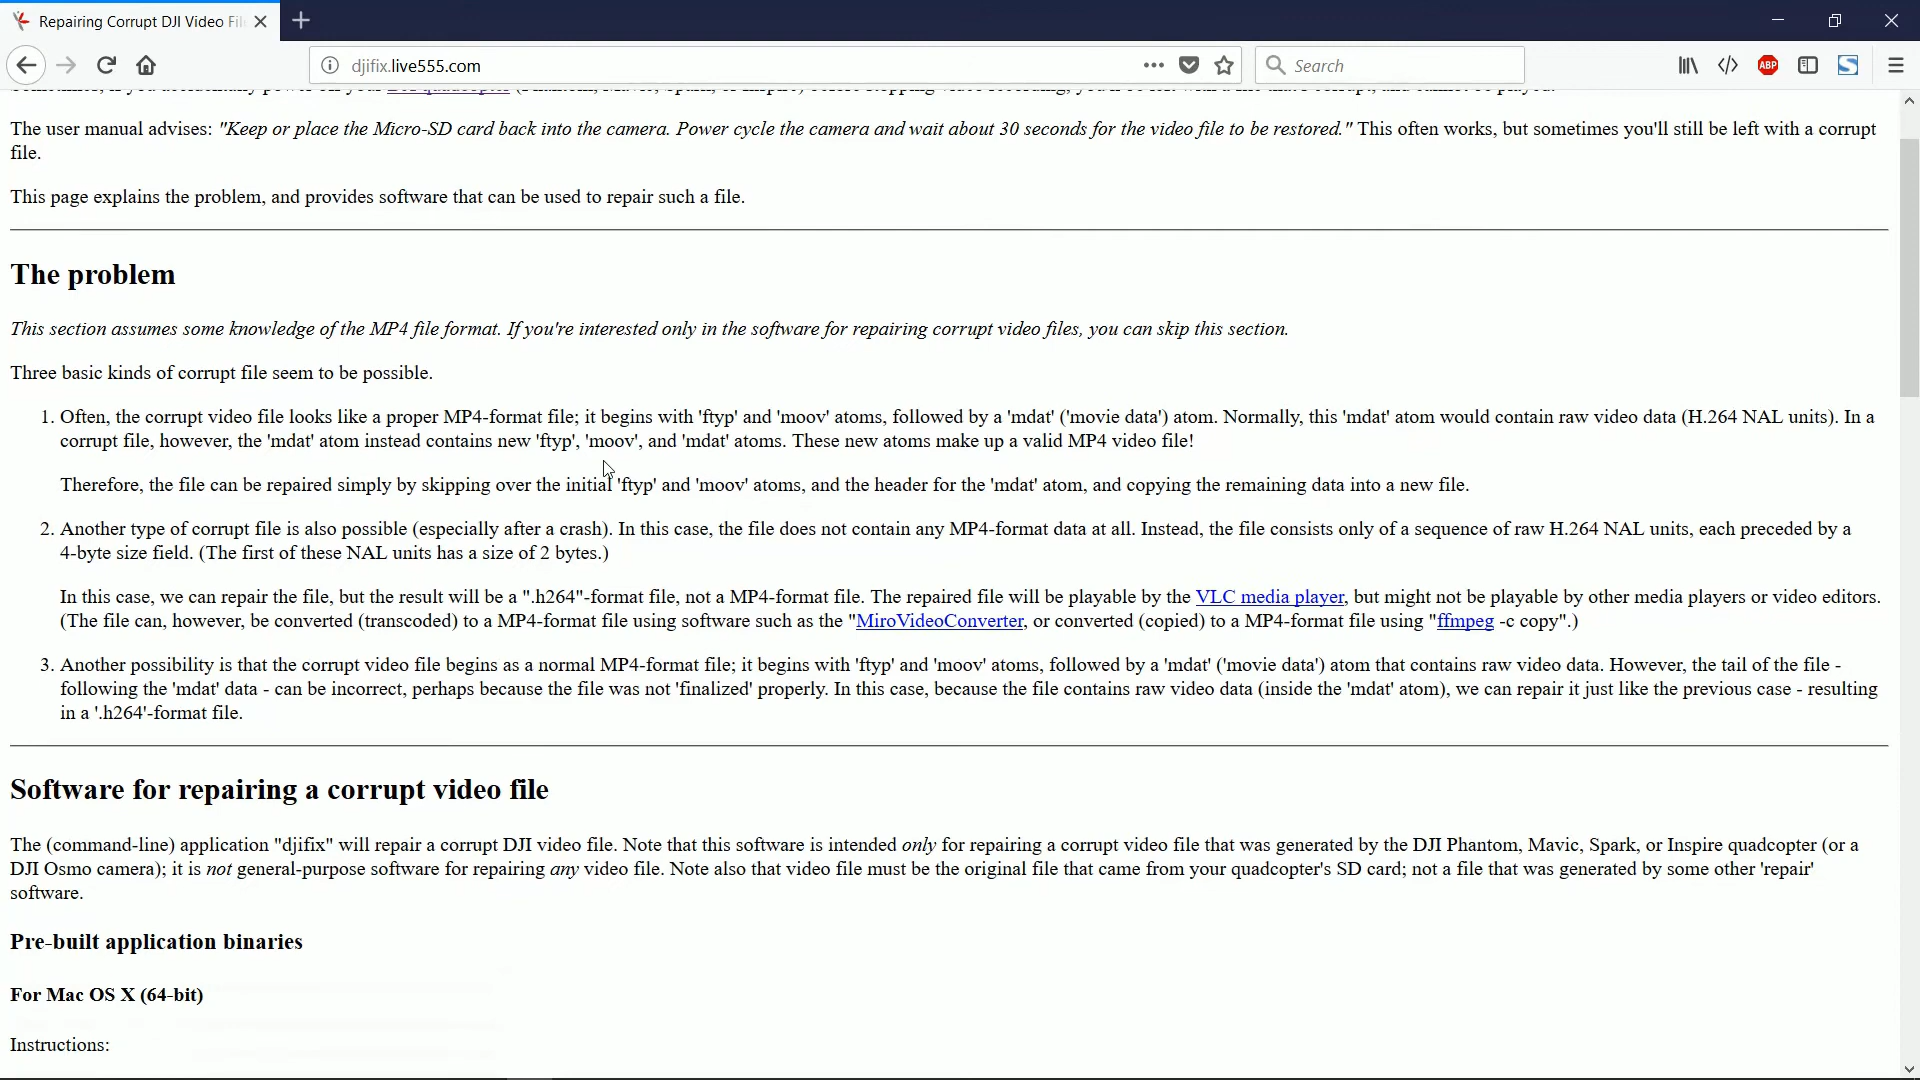 Repairing Corrupt DJI Video Fil
djifix.live555.com
Search
ABP
The user manual advises: "Keep or place the Micro-SD card back into the camera. Power cycle the camera and wait about 30 seconds for the video file to be restored." This often works, but sometimes you'll still be left with a corrupt
file.
This page explains the problem, and provides software that can be used to repair such a file.
The problem
This section assumes some knowledge of the MP4 file format. If you're interested only in the software for repairing corrupt video files, you can skip this section.
Three basic kinds of corrupt file seem to be possible.
1. Often, the corrupt video file looks like a proper MP4-format file; it begins with 'ftyp' and 'moov' atoms, followed by a 'mdat' ('movie data') atom. Normally, this 'mdat' atom would contain raw video data (H.264 NAL units). In a
corrupt file, however, the 'mdat' atom instead contains new 'ftyp', 'moov', and 'mdat' atoms. These new atoms make up a valid MP4 video file!
Therefore, the file can be repaired simply by skipping over the initial 'ftyp' and 'moov' atoms, and the header for the 'mdat' atom, and copying the remaining data into a new file.
2. Another type of corrupt file is also possible (especially after a crash). In this case, the file does not contain any MP4-format data at all. Instead, the file consists only of a sequence of raw H.264 NAL units, each preceded by a
4-byte size field. (The first of these NAL units has a size of 2 bytes.)
In this case, we can repair the file, but the result will be a ".h264"-format file, not a MP4-format file. The repaired file will be playable by the VLC media player, but might not be playable by other media players or video editors.
(The file can, however, be converted (transcoded) to a MP4-format file using software such as the "MiroVideoConverter, or converted (copied) to a MP4-format file using "ffmpeg -c copy".)
3. Another possibility is that the corrupt video file begins as a normal MP4-format file; it begins with 'ftyp' and 'moov' atoms, followed by a 'mdat' ('movie data') atom that contains raw video data. However, the tail of the file -
following the 'mdat' data - can be incorrect, perhaps because the file was not 'finalized' properly. In this case, because the file contains raw video data (inside the 'mdat' atom), we can repair it just like the previous case - resulting
in a '.h264'-format file.
Software for repairing a corrupt video file
The (command-line) application "djifix" will repair a corrupt DJI video file. Note that this software is intended only for repairing a corrupt video file that was generated by the DJI Phantom, Mavic, Spark, or Inspire quadcopter (or a
DJI Osmo camera); it is not general-purpose software for repairing any video file. Note also that video file must be the original file that came from your quadcopter's SD card; not a file that was generated by some other 'repair'
software.
Pre-built application binaries
For Mac OS X (64-bit)
Instructions: